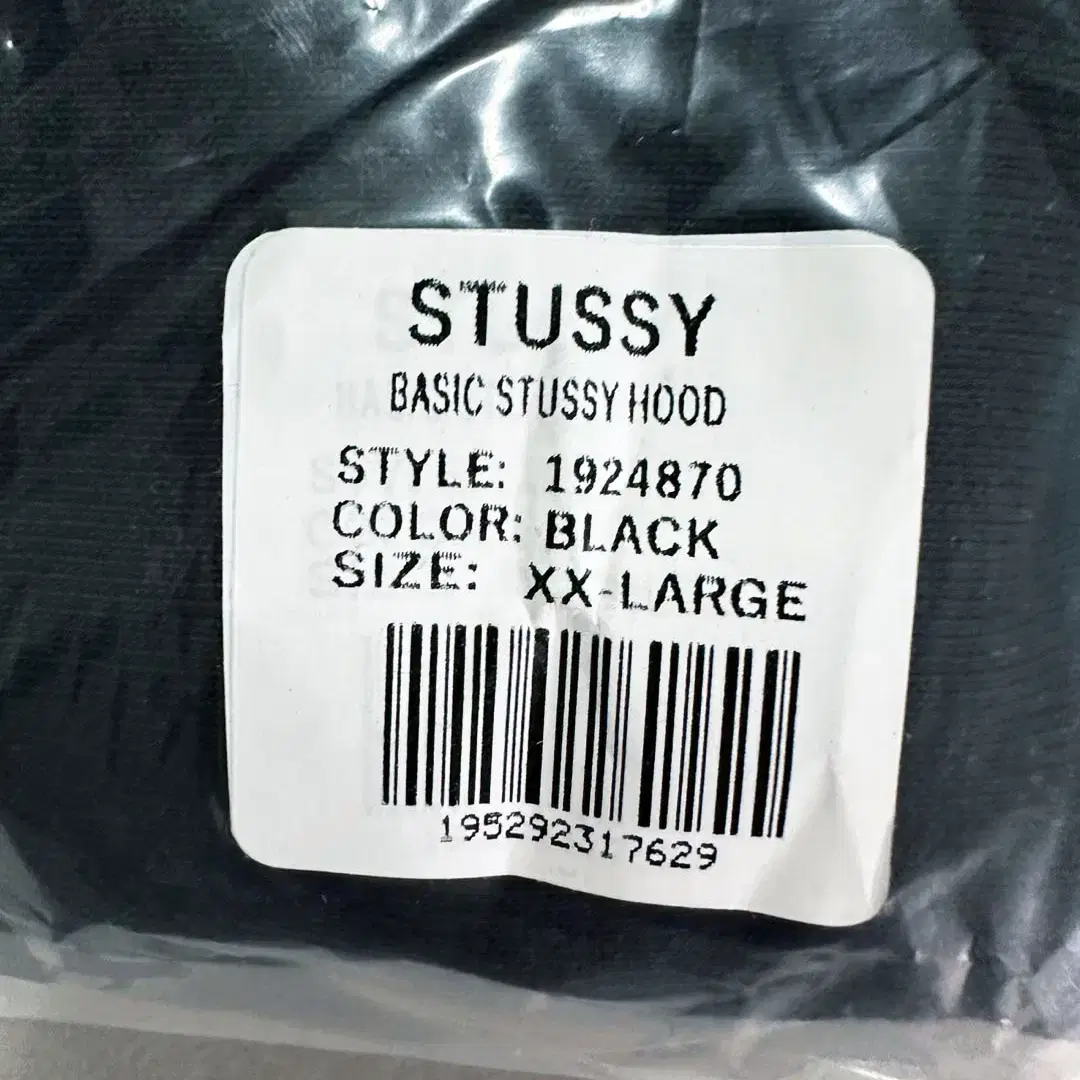 STUSSY
BASIC STUSSY HOOD
STYLE: 1924870
COLOR: BLACK
SIZE: XX-LARGE
195292317629